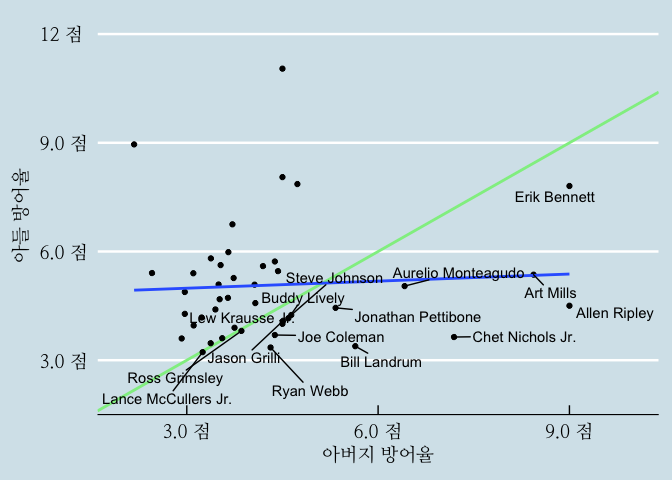 12 점
9.0 점
6.0 점
3.0 점
아들 방어율
Erik Bennett
Steve Johnson
Aurelio Monteagudo
Art Mills
Buddy Lively
Allen Ripley
Lew Krausse Jr.
Jonathan Pettibone
Joe Coleman
Chet Nichols Jr.
Jason Grilli
Bill Landrum
Ross Grimsley
Ryan Webb
Lance McCullers Jr.
3.0 점
6.0 점
9.0 점
아버지 방어율